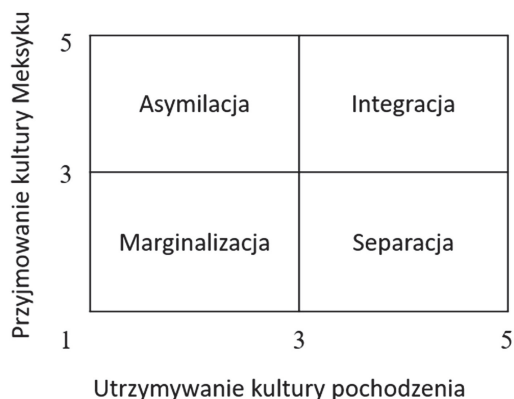 Przyjmowanie kultury Meksyku
5
Asymilacja Integracja
3
Marginalizacja Separacja
1 3 5
Utrzymywanie kultury pochodzenia